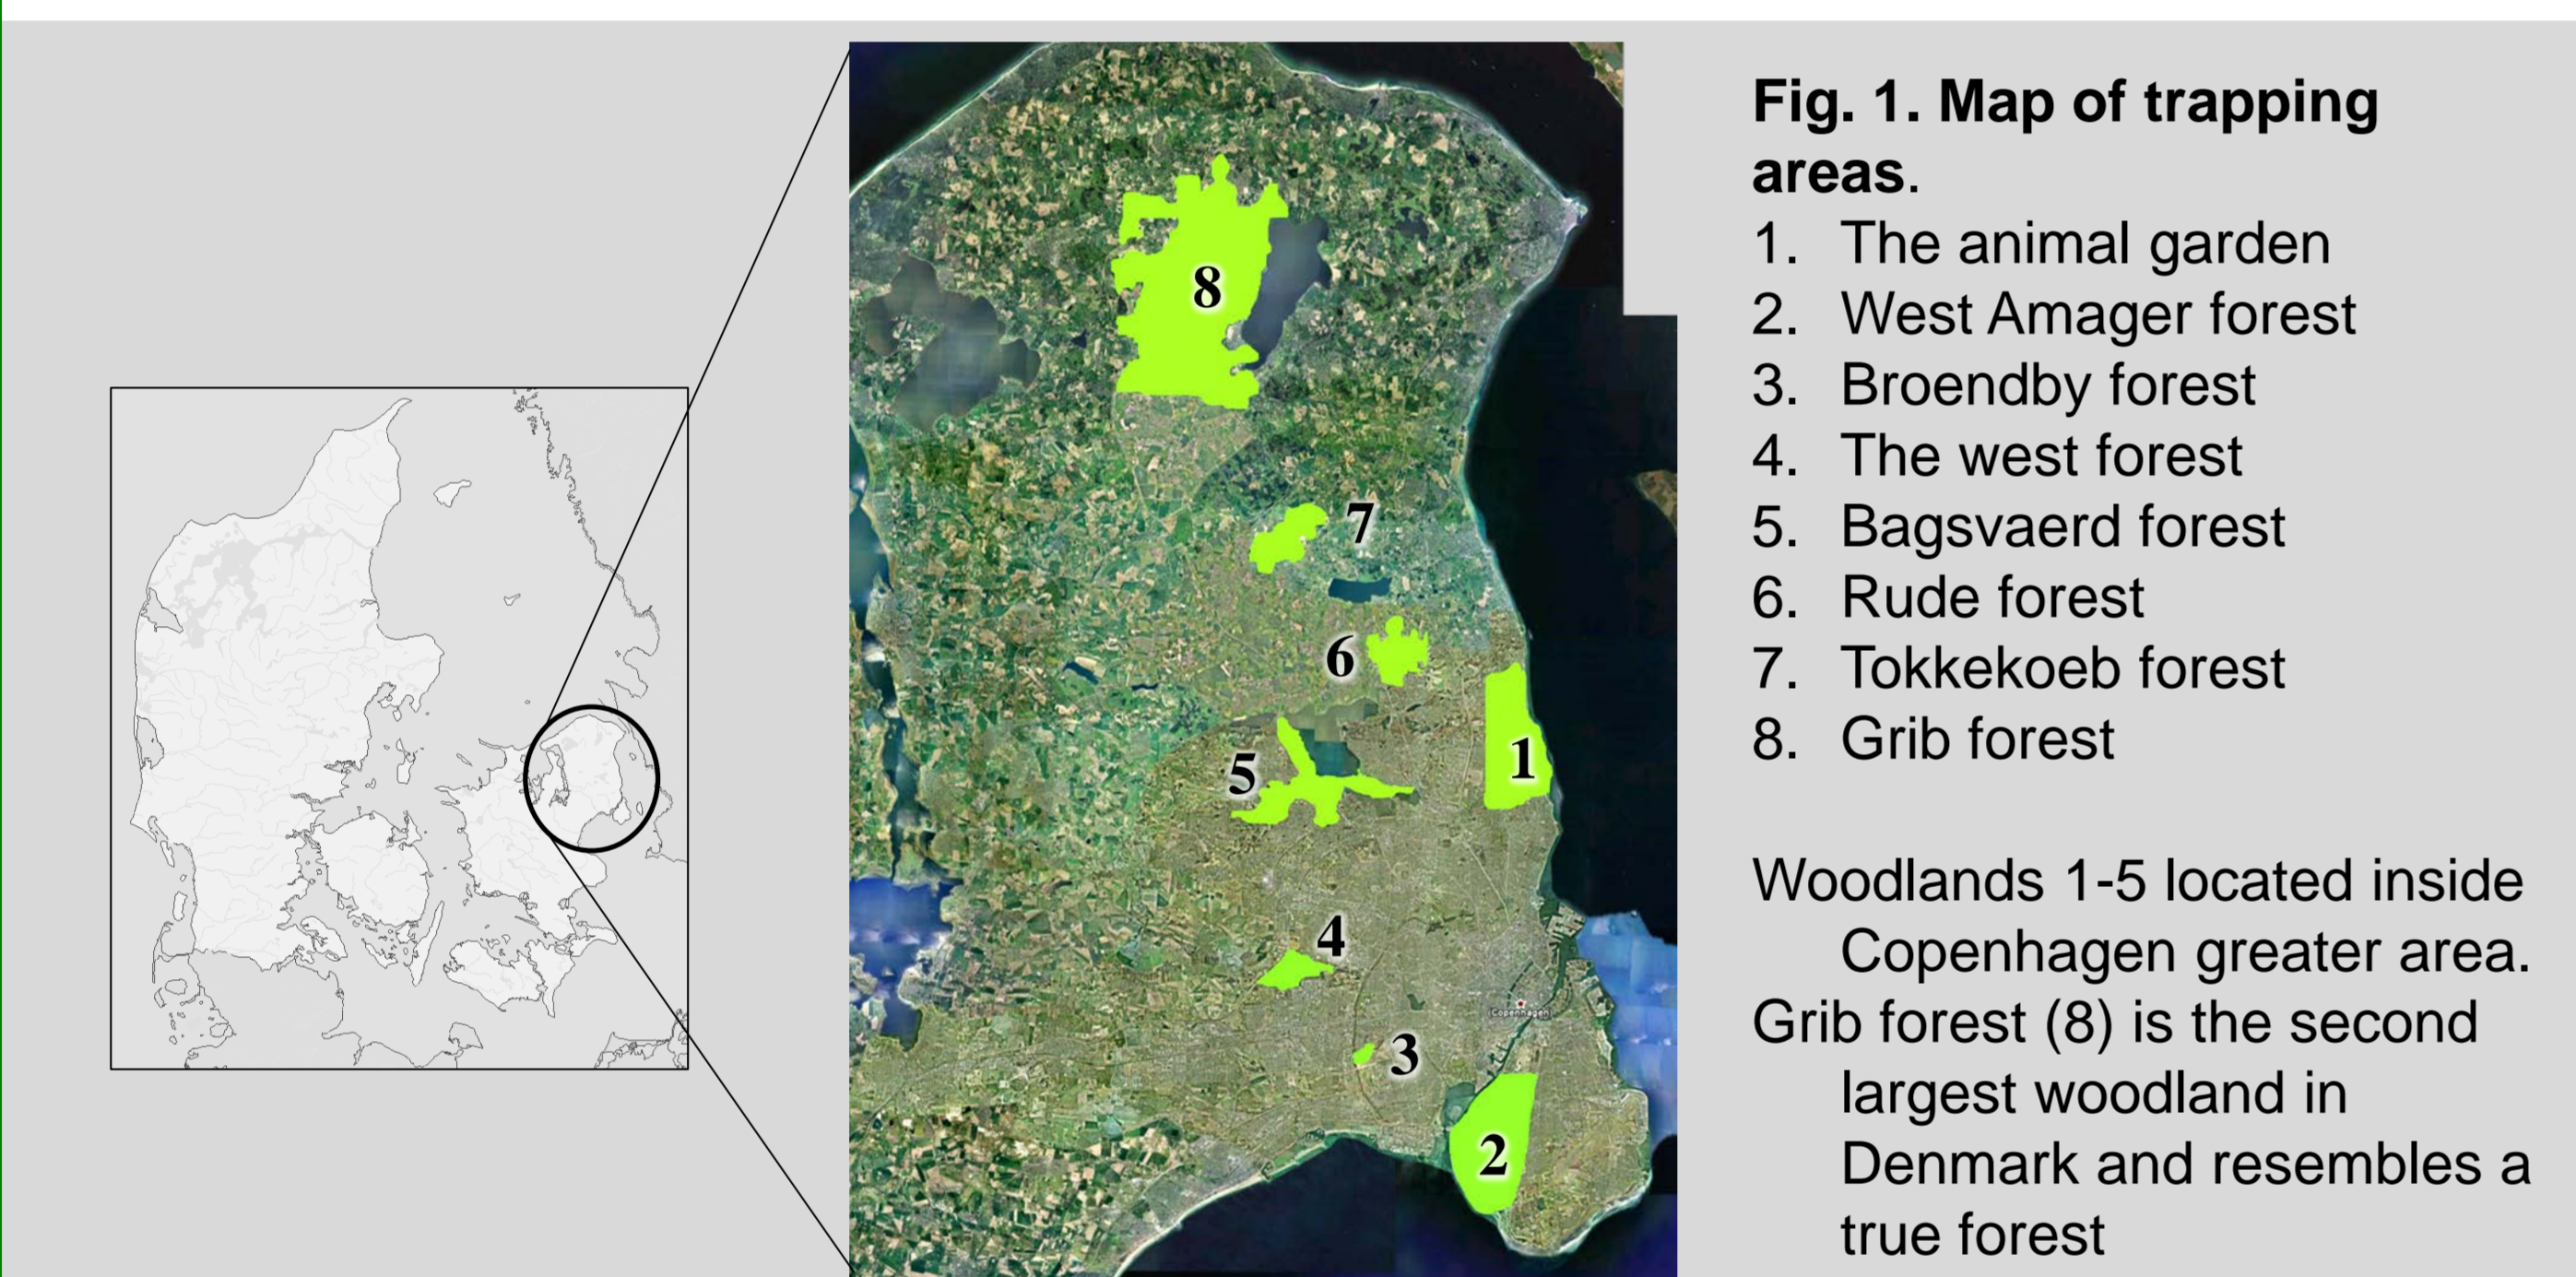 Fig. 1. Map of trapping
areas.
1. The animal garden
2. West Amager forest
3. Broendby forest
4. The west forest
5. Bagsvaerd forest
6. Rude forest
7. Tokkekoeb forest
8. Grib forest
Woodlands 1-5 located inside
Copenhagen greater area.
Grib forest (8) is the second
largest woodland in
Denmark and resembles a
true forest
8
7
6
1
5
4
(Copenhagen)
3
2